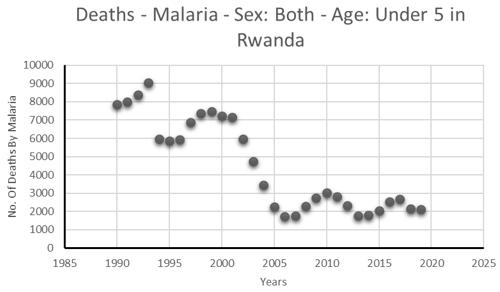 Deaths - Malaria - Sex: Both - Age: Under 5 in
Rwanda
No. Of Deaths By Malaria
10000
9000
8000
7000
6000
5000
4000
3000
2000
1000
0
1985 1990 1995 2000 2005 2010 2015 2020 2025
Years